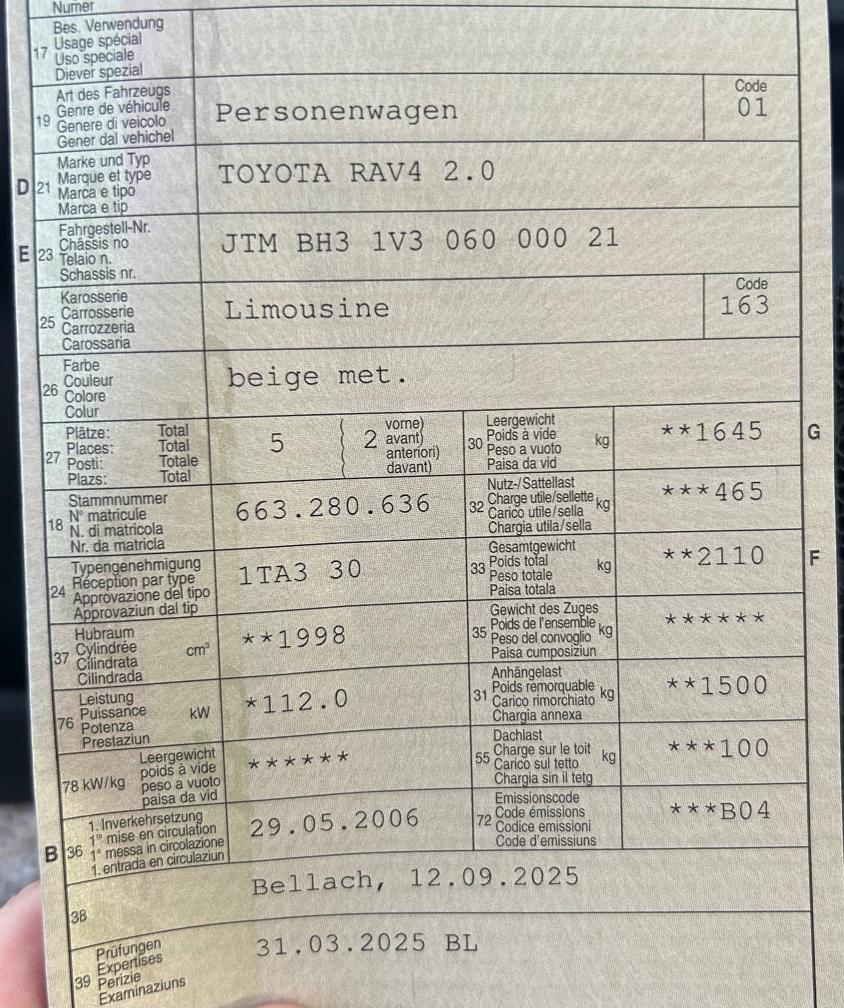 Numer
17 Bes. Verwendung
Usage spécial
Uso speciale
Diever spezial
19 Art des Fahrzeugs
Genre de véhicule
Genere di veicolo
Gener dal vehichel
Personenwagen
Code
01
D 21 Marke und Typ
Marque et type
Marca e tipo
Marca e tip
TOYOTA RAV4 2.0
E 23 Fahrgestell-Nr.
Châssis no
Telaio n.
Schassis nr.
JTM BH3 1V3 060 000 21
25 Karosserie
Carrosserie
Carrozzeria
Carossaria
Limousine
Code
163
26 Farbe
Couleur
Colore
Colur
beige met.
27 Plätze: Total
Places: Total
Posti: Totale
Plazs: Total
5
2
vorne)
avant)
anteriori)
davant)
30 Leergewicht
Poids à vide
Peso a vuoto
Paisa da vid
kg
**1645
G
18 Stammnummer
N° matricule
N. di matricola
Nr. da matricla
663.280.636
32 Nutz-/Sattellast
Charge utile/sellette
Carico utile/sella
Chargia utila/sella
kg
***465
24 Typengenehmigung
Réception par type
Approvazione del tipo
Approvaziun dal tip
1TA3 30
33 Gesamtgewicht
Poids total
Peso totale
Paisa totala
kg
**2110
F
37 Hubraum
Cylindrée
Cilindrata
Cilindrada
cm³
**1998
35 Gewicht des Zuges
Poids de l'ensemble
Peso del convoglio
Paisa cumposiziun
kg
******
76 Leistung
Puissance
Potenza
Prestaziun
kW
*112.0
31 Anhängelast
Poids remorquable
Carico rimorchiato
Chargia annexa
kg
**1500
78 kW/kg
Leergewicht
poids à vide
peso a vuoto
paisa da vid
******
55 Dachlast
Charge sur le toit
Carico sul tetto
Chargia sin il tetg
kg
***100
B 36 1. Inverkehrsetzung
1re mise en circulation
1a messa in circolazione
1. entrada en circulaziun
29.05.2006
72 Emissionscode
Code émissions
Codice emissioni
Code d'emissiuns
***B04
38
Bellach, 12.09.2025
39 Prüfungen
Expertises
Perizie
Examinaziuns
31.03.2025 BL